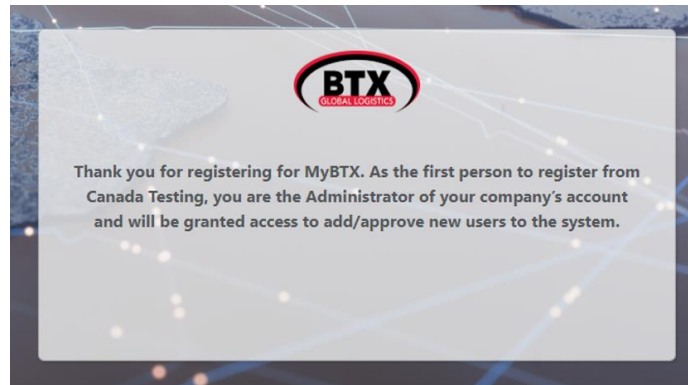 BTX
GLOBAL LOGISTICS
Thank you for registering for MyBTX. As the first person to register from
Canada Testing, you are the Administrator of your company's account
and will be granted access to add/approve new users to the system.